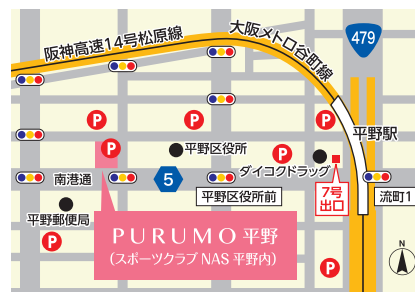 阪神高速14号松原線
大阪メトロ谷町線
479
P
P
P
P
P
平野駅
平野区役所
ダイコクドラッグ
南港通
5
7号
出口
平野区役所前
流町1
平野郵便局
P
PURUMO 平野
(スポーツクラブ NAS 平野内)
P
N